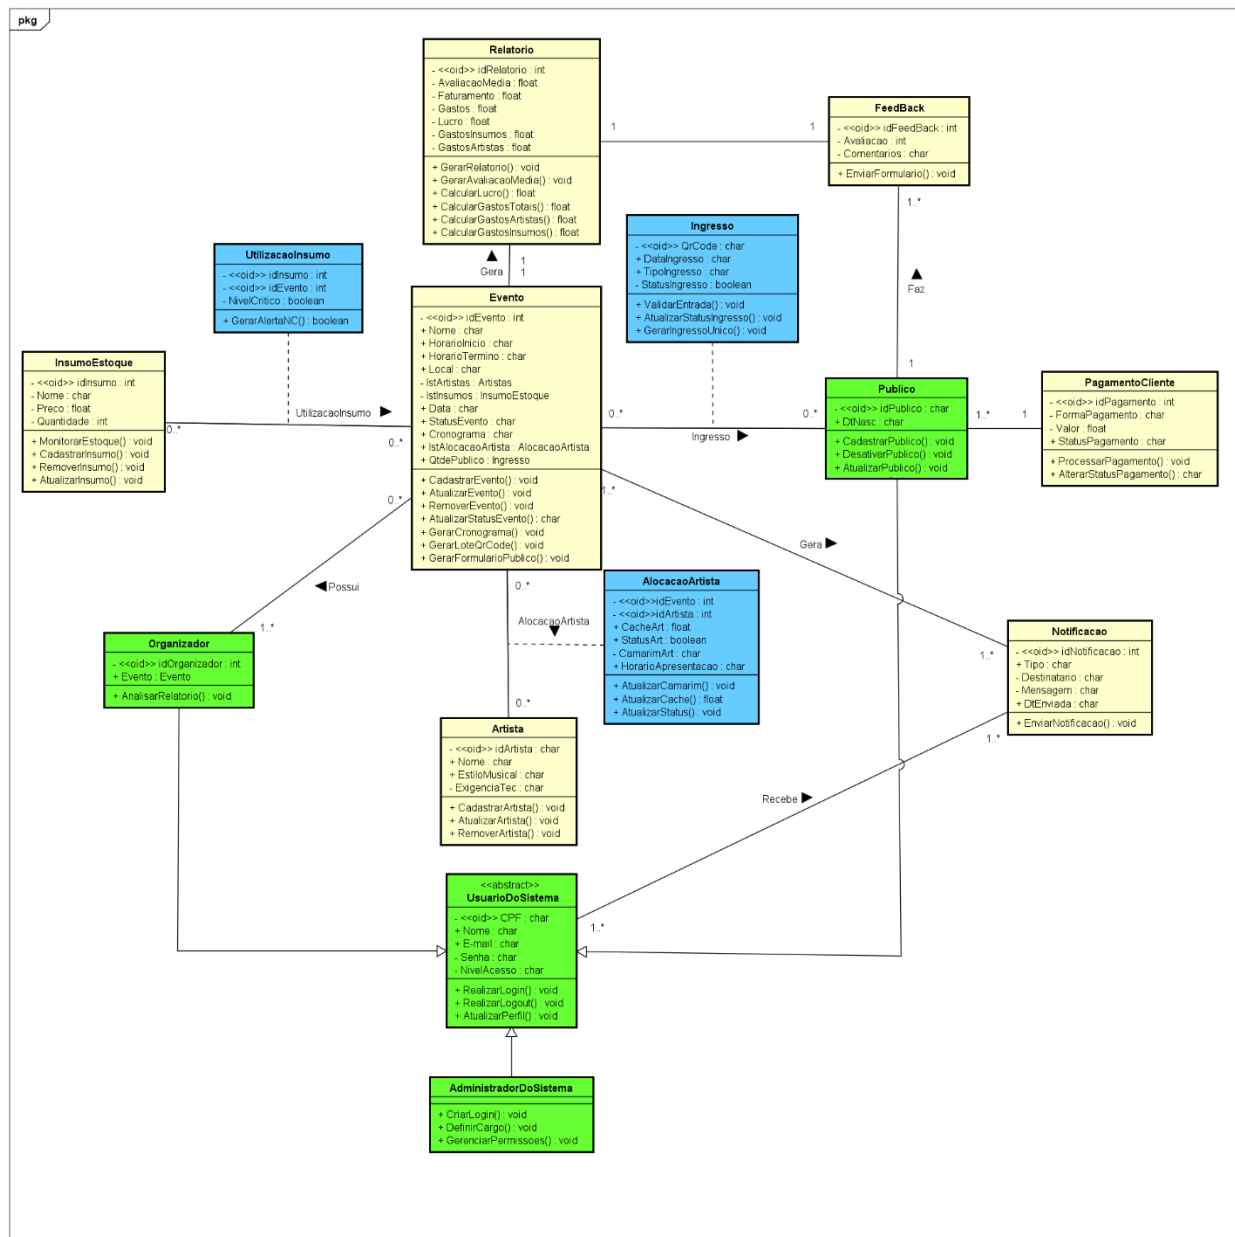 pkg
Relatorio
- <<oid>> idRelatorio : int
- AvaliacaoMedia : float
- Faturamento : float
- Gastos : float
- Lucro : float
- GastosInsumos : float
- GastosArtistas : float
+ GerarRelatorio() : void
+ GerarAvaliacaoMedia() : void
+ CalcularLucro() : float
+ CalcularGastosTotais() : float
+ CalcularGastosArtistas() : float
+ CalcularGastosInsumos() : float
1
1
FeedBack
- <<oid>> idFeedBack : int
- Avaliacao : int
- Comentarios : char
+ EnviarFormulario() : void
1..*
Faz
1
UtilizacaoInsumo
- <<oid>> idInsumo : int
- <<oid>> idEvento : int
- NivelCritico : boolean
+ GerarAlertaNC() : boolean
Gera
1
1
Ingresso
- <<oid>> QrCode : char
+ DataIngresso : char
+ TipoIngresso : char
- StatusIngresso : boolean
+ ValidarEntrada() : void
+ AtualizarStatusIngresso() : void
+ GerarIngressoUnico() : void
InsumoEstoque
- <<oid>> idInsumo : int
- Nome : char
- Preco : float
- Quantidade : int
+ MonitorarEstoque() : void
+ CadastrarInsumo() : void
+ RemoverInsumo() : void
+ AtualizarInsumo() : void
0..*
UtilizacaoInsumo
0..*
Evento
- <<oid>> idEvento : int
+ Nome : char
+ HorarioInicio : char
+ HorarioTermino : char
+ Local : char
- lstArtistas : Artistas
- lstInsumos : InsumoEstoque
+ Data : char
+ StatusEvento : char
+ Cronograma : char
+ lstAlocacaoArtista : AlocacaoArtista
+ QtdePublico : Ingresso
+ CadastrarEvento() : void
+ AtualizarEvento() : void
+ RemoverEvento() : void
+ AtualizarStatusEvento() : char
+ GerarCronograma() : void
+ GerarLoteQrCode() : void
+ GerarFormularioPublico() : void
0..*
Ingresso
0..*
Publico
- <<oid>> idPublico : char
+ DtNasc : char
+ CadastrarPublico() : void
+ DesativarPublico() : void
+ AtualizarPublico() : void
1..*
1
PagamentoCliente
- <<oid>> idPagamento : int
- FormaPagamento : char
- Valor : float
+ StatusPagamento : char
+ ProcessarPagamento() : void
+ AlterarStatusPagamento() : char
0..*
Possui
1..*
1..*
Gera
1..*
Organizador
- <<oid>> idOrganizador : int
+ Evento : Evento
+ AnalisarRelatorio() : void
0..*
AlocacaoArtista
0..*
AlocacaoArtista
- <<oid>>idEvento : int
- <<oid>>idArtista : int
+ CacheArt : float
+ StatusArt : boolean
- CamarimArt : char
+ HorarioApresentacao : char
+ AtualizarCamarim() : void
+ AtualizarCache() : float
+ AtualizarStatus() : void
Notificacao
- <<oid>> idNotificacao : int
+ Tipo : char
- Destinatario : char
- Mensagem : char
+ DtEnviada : char
+ EnviarNotificacao() : void
1..*
Recebe
1..*
Artista
- <<oid>> idArtista : char
+ Nome : char
+ EstiloMusical : char
- ExigenciaTec : char
+ CadastrarArtista() : void
+ AtualizarArtista() : void
+ RemoverArtista() : void
<<abstract>>
UsuarioDoSistema
- <<oid>> CPF : char
+ Nome : char
+ E-mail : char
- Senha : char
- NivelAcesso : char
+ RealizarLogin() : void
+ RealizarLogout() : void
+ AtualizarPerfil() : void
AdministradorDoSistema
+ CriarLogin() : void
+ DefinirCargo() : void
+ GerenciarPermissoes() : void